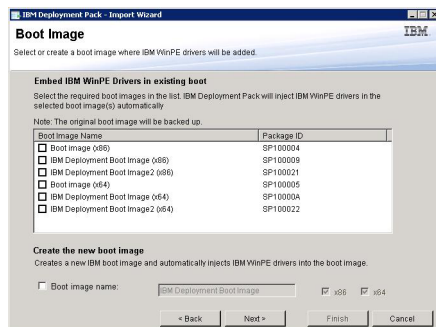 IBM Deployment Pack - Import Wizard
Boot Image
IBM
Select or create a boot image where IBM WinPE drivers will be added.
Embed IBM WinPE Drivers in existing boot
Select the required boot images in the list. IBM Deployment Pack will inject IBM WinPE drivers in the
selected boot image(s) automatically
Note: The original boot image will be backed up.
Boot Image Name Package ID
Boot image (x86) SP100004
IBM Deployment Boot Image (x86) SP100009
IBM Deployment Boot Image2 (x86) SP100021
Boot image (x64) SP100005
IBM Deployment Boot Image (x64) SP10000A
IBM Deployment Boot Image2 (x64) SP100022
Create the new boot image
Creates a new IBM boot image and automatically injects IBM WinPE drivers into the boot image.
Boot image name: IBM Deployment Boot Image x86 x64
< Back Next > Finish Cancel